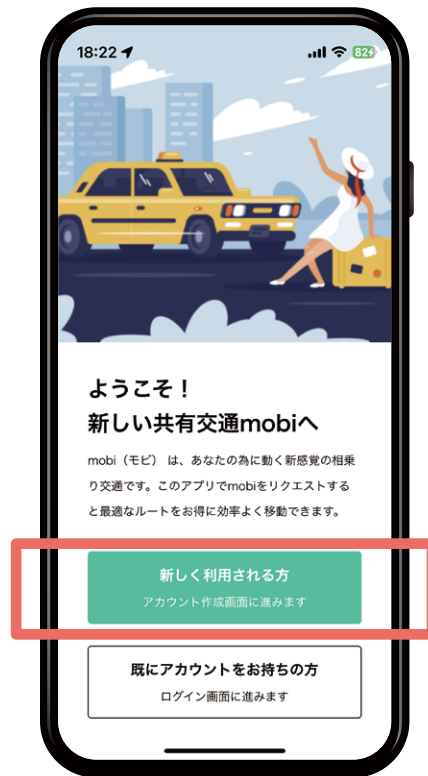 18:22
82
ようこそ！
新しい共有交通mobiへ
mobi（モビ） は、あなたの為に動く新感覚の相乗
り交通です。このアプリでmobiをリクエストする
と最適なルートをお得に効率よく移動できます。
新しく利用される方
アカウント作成画面に進みます
既にアカウントをお持ちの方
ログイン画面に進みます